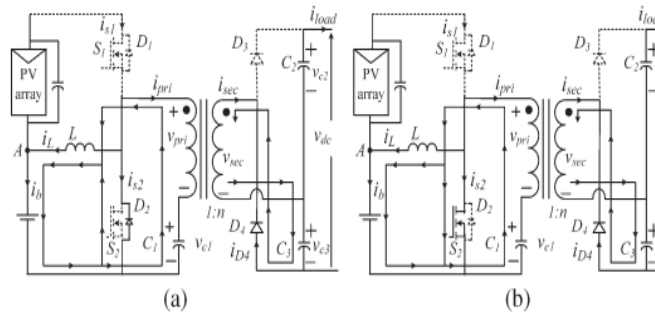 i_s1
D_1
S_1
PV
array
A
i_L
L
i_b
i_s2
D_2
S_2
C_1
i_pri
v_pri
v_c1
1:n
i_sec
v_sec
D_3
D_4
i_D4
i_load
C_2
v_c2
v_dc
C_3
v_c3
(a)
i_s1
D_1
S_1
PV
array
A
i_L
L
i_b
i_s2
D_2
S_2
C_1
i_pri
v_pri
v_c1
1:n
i_sec
v_sec
D_3
D_4
i_D4
i_load
C_2
C_3
(b)